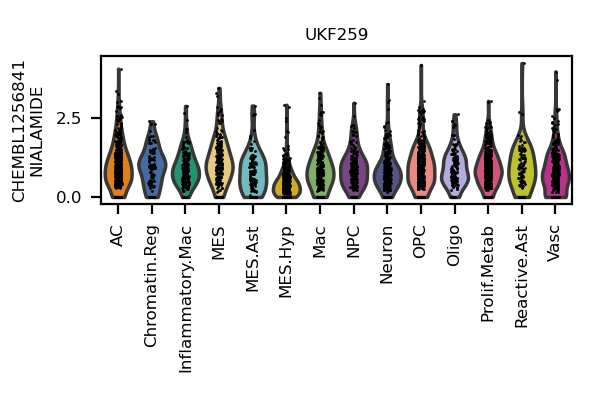 UKF259
CHEMBL1256841
NIALAMIDE
2.5
0.0
AC
Chromatin.Reg
Inflammatory.Mac
MES
MES.Ast
MES.Hyp
Mac
NPC
Neuron
OPC
Oligo
Prolif.Metab
Reactive.Ast
Vasc